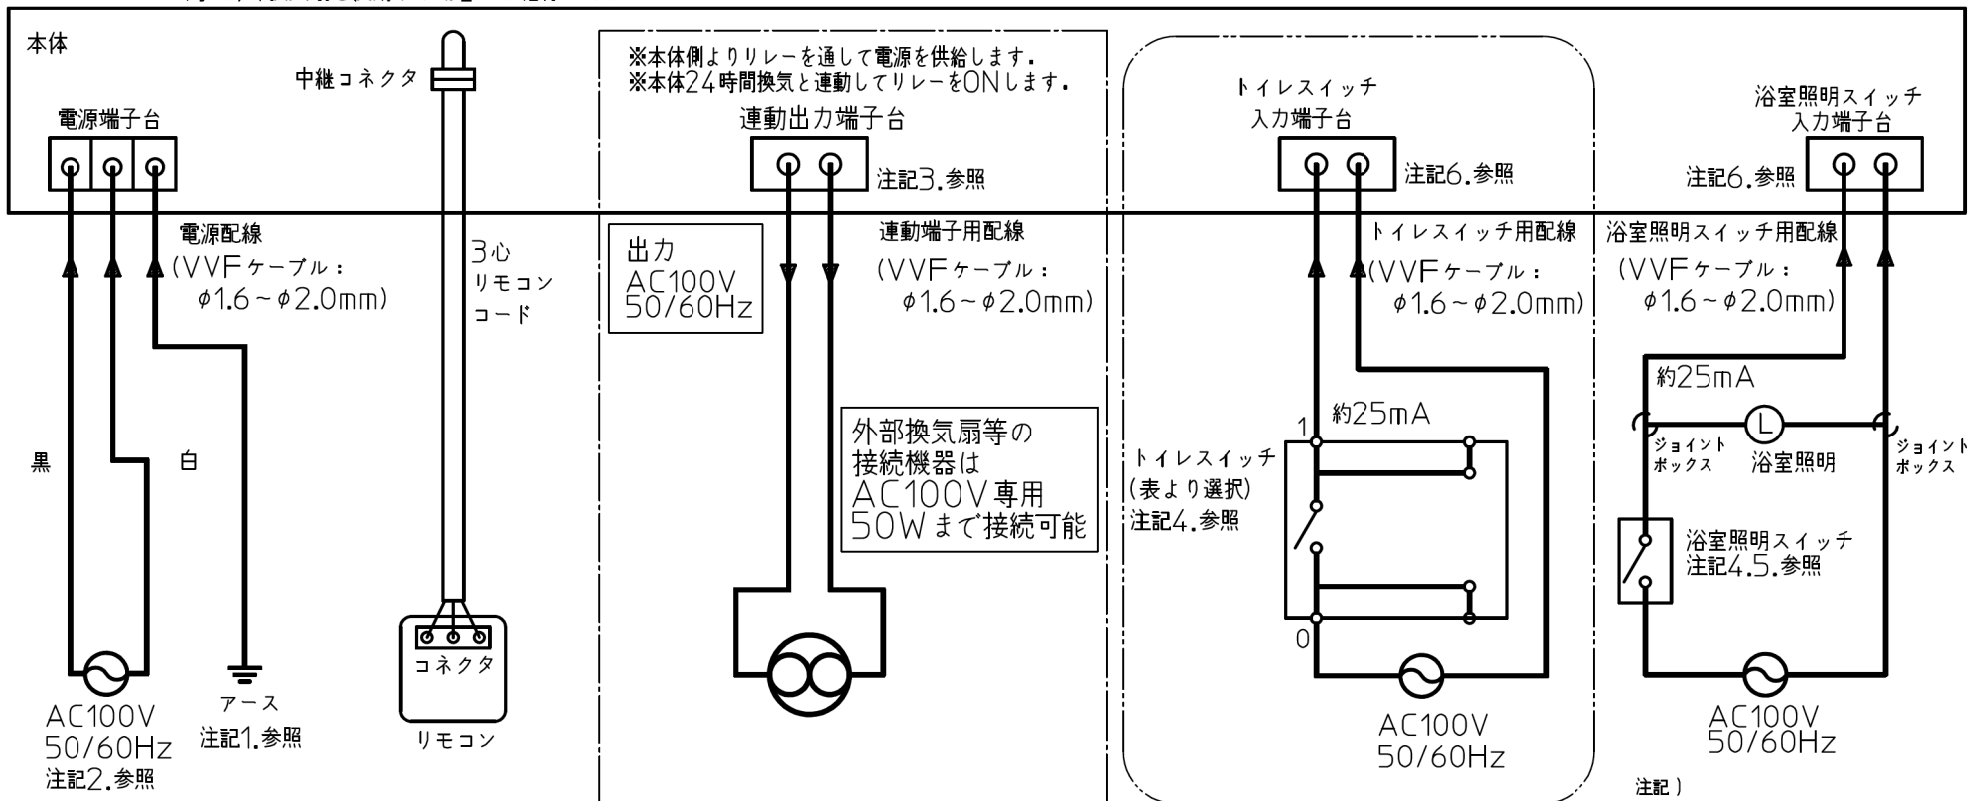 本体
中継コネクタ
電源端子台
※本体側よりリレーを通して電源を供給します.
※本体24時間換気と連動してリレーをONします.
連動出力端子台
注記3.参照
トイレスイッチ
入力端子台
注記6.参照
浴室照明スイッチ
入力端子台
注記6.参照
電源配線
(VVFケーブル:
φ1.6~φ2.0mm)
3心
リモコン
コード
出力
AC100V
50/60Hz
連動端子用配線
(VVFケーブル:
φ1.6~φ2.0mm)
トイレスイッチ用配線
(VVFケーブル:
φ1.6~φ2.0mm)
浴室照明スイッチ用配線
(VVFケーブル:
φ1.6~φ2.0mm)
黒
白
外部換気扇等の
接続機器は
AC100V専用
50Wまで接続可能
1
約25mA
トイレスイッチ
(表より選択)
注記4.参照
0
約25mA
L
ジョイント
ボックス
浴室照明
ジョイント
ボックス
浴室照明スイッチ
注記4.5.参照
コネクタ
リモコン
アース
注記1.参照
AC100V
50/60Hz
注記2.参照
AC100V
50/60Hz
AC100V
50/60Hz
注記)